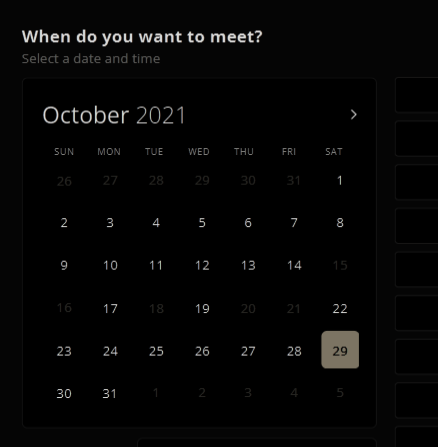 When do you want to meet?
Select a date and time
October 2021
SUN MON TUE WED THU FRI SAT
26 27 28 29 30 31 1
2 3 4 5 6 7 8
9 10 11 12 13 14 15
16 17 18 19 20 21 22
23 24 25 26 27 28 29
30 31 1 2 3 4 5